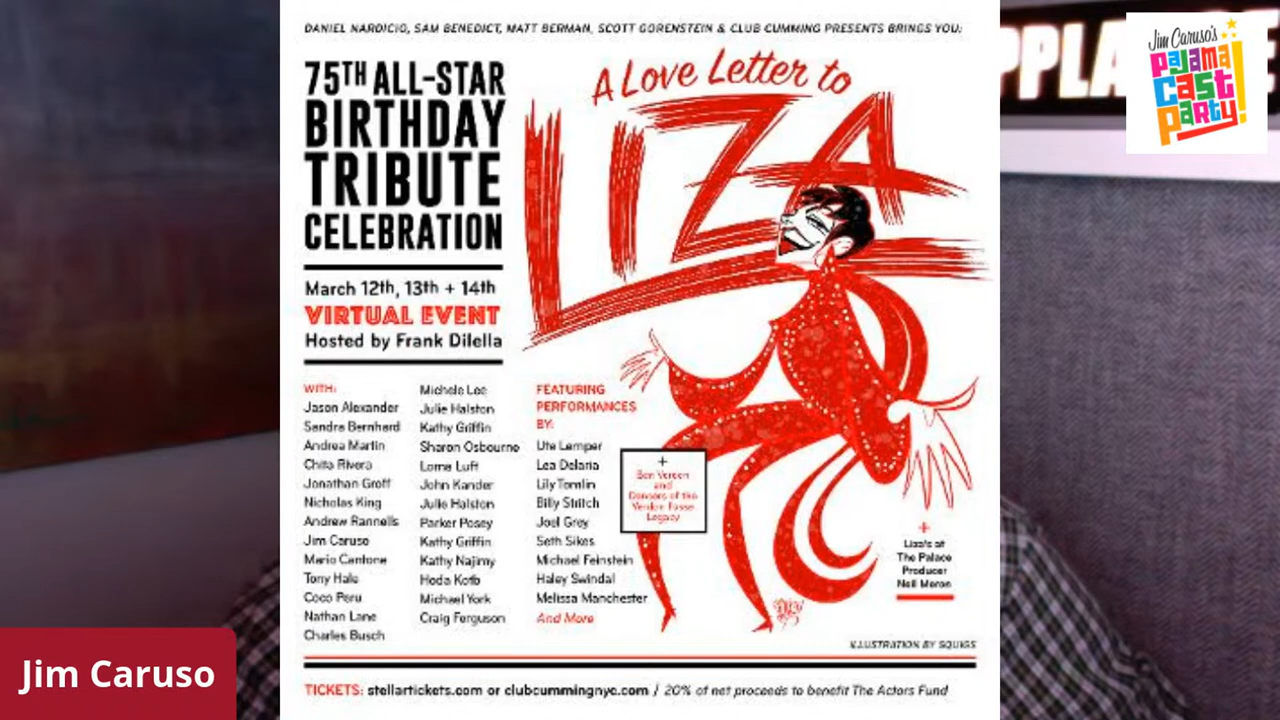 DANIEL NARDICIO, SAM BENEDICT, MATT BERMAN, SCOTT GORENSTEIN & CLUB CUMMING PRESENTS BRINGS YOU:
75TH ALL-STAR
BIRTHDAY
TRIBUTE
CELEBRATION
March 12th, 13th + 14th
VIRTUAL EVENT
Hosted by Frank Dilella
A Love Letter to
LIZA
WITH:
Jason Alexander
Sandra Bernhard
Andrea Martin
Chita Rivera
Jonathan Groff
Nicholas King
Andrew Rannells
Jim Caruso
Mario Cantone
Tony Hale
Coco Peru
Nathan Lane
Charles Busch
Michele Lee
Julie Halston
Kathy Griffin
Sharon Osbourne
Lorna Luft
John Kander
Julie Halston
Parker Posey
Kathy Griffin
Kathy Najimy
Hoda Kotb
Michael York
Craig Ferguson
FEATURING
PERFORMANCES
BY:
Ute Lemper
Lea Delaria
Lily Tomlin
Billy Stritch
Joel Grey
Seth Sikes
Michael Feinstein
Haley Swindal
Melissa Manchester
And More
+
Ben Vereen
and
Dancers of the
Verdon Fosse
Legacy
+
Liza's at
The Palace
Producer
Neil Meron
ILLUSTRATION BY SQUIGS
TICKETS: stellartickets.com or clubcummingnyc.com / 20% of net proceeds to benefit The Actors Fund
Jim Caruso's
Pajama
Cast
Party!
Jim Caruso